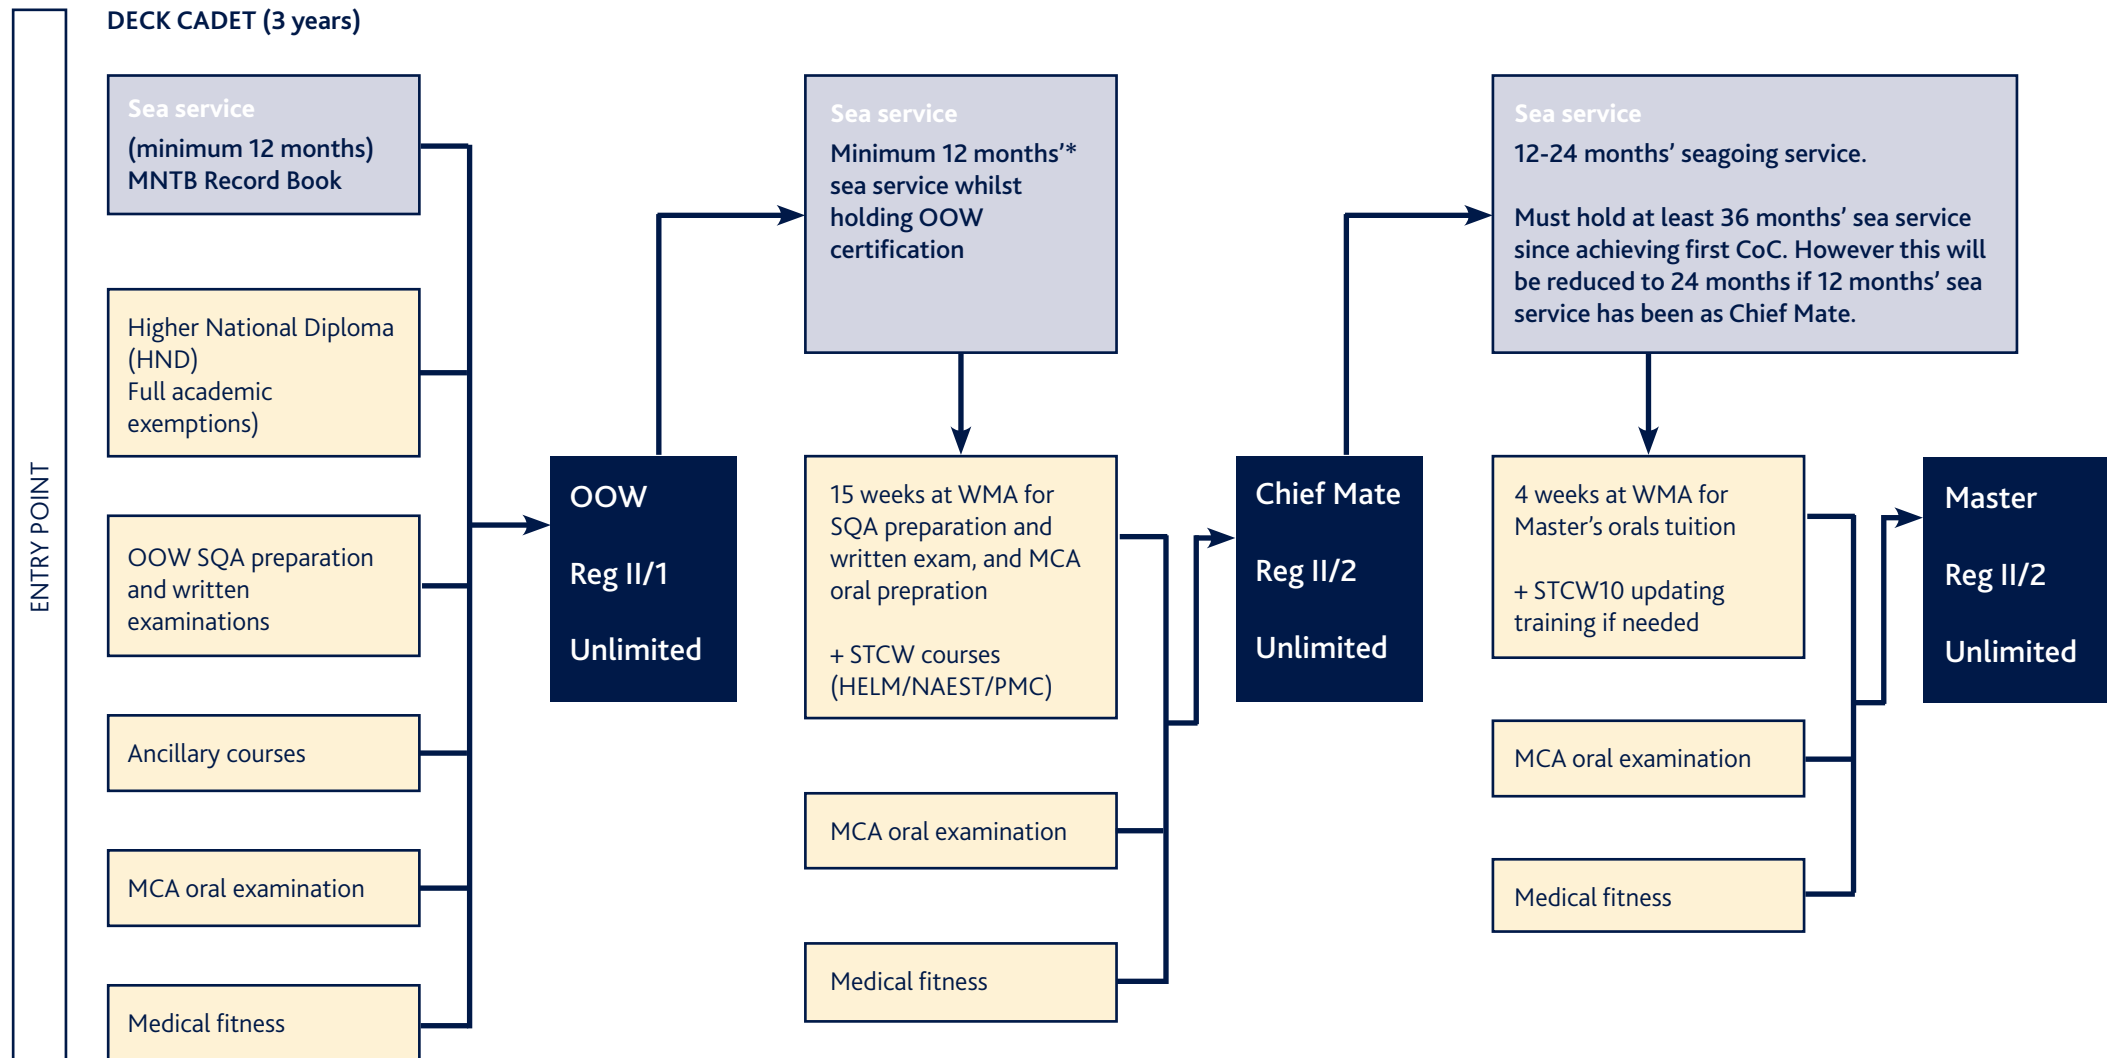 DECK CADET (3 years)
ENTRY POINT
Sea service
(minimum 12 months)
MNTB Record Book
Higher National Diploma
(HND)
Full academic
exemptions)
OOW SQA preparation
and written
examinations
Ancillary courses
MCA oral examination
Medical fitness
OOW
Reg II/1
Unlimited
Sea service
Minimum 12 months'*
sea service whilst
holding OOW
certification
15 weeks at WMA for
SQA preparation and
written exam, and MCA
oral prepration
+ STCW courses
(HELM/NAEST/PMC)
MCA oral examination
Medical fitness
Chief Mate
Reg II/2
Unlimited
Sea service
12-24 months' seagoing service.
Must hold at least 36 months' sea service
since achieving first CoC. However this will
be reduced to 24 months if 12 months' sea
service has been as Chief Mate.
4 weeks at WMA for
Master's orals tuition
+ STCW10 updating
training if needed
MCA oral examination
Medical fitness
Master
Reg II/2
Unlimited